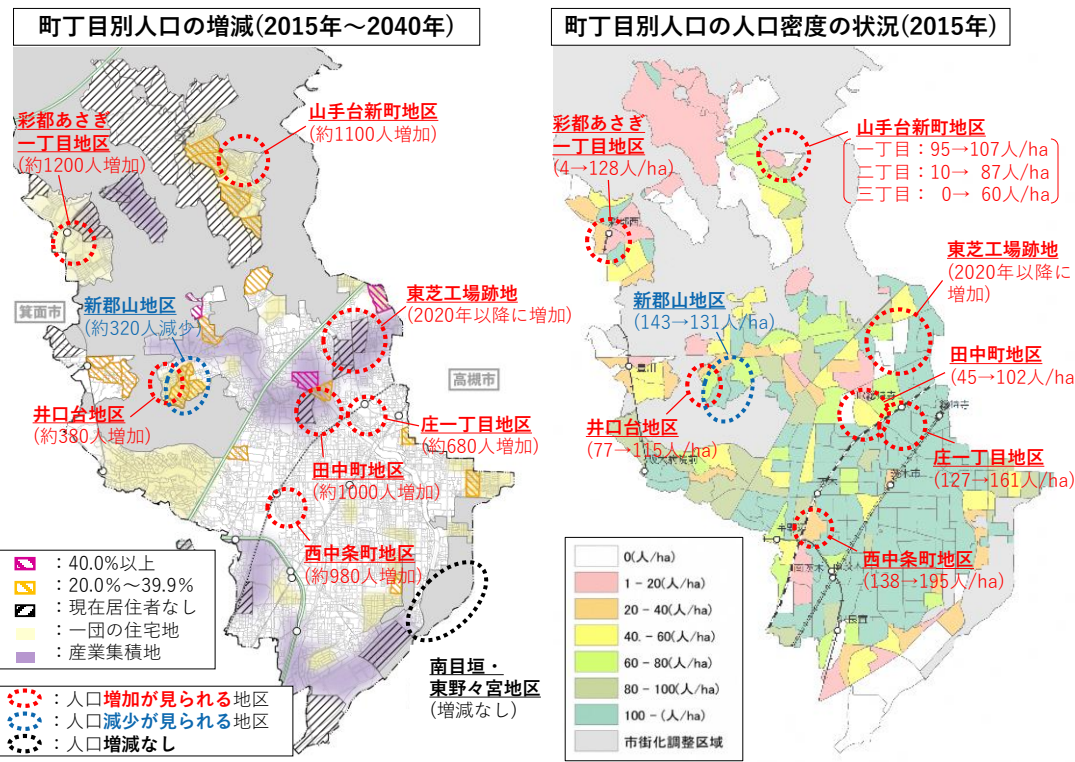 町丁目別人口の増減(2015年～2040年)
彩都あさぎ
一丁目地区
(約1200人増加)
山手台新町地区
(約1100人増加)
箕面市
新郡山地区
(約320人減少)
東芝工場跡地
(2020年以降に増加)
高槻市
井口台地区
(約380人増加)
庄一丁目地区
(約680人増加)
田中町地区
(約1000人増加)
西中条町地区
(約980人増加)
南目垣・
東野々宮地区
(増減なし)
：40.0%以上
：20.0%～39.9%
：現在居住者なし
：一団の住宅地
：産業集積地
：人口増加が見られる地区
：人口減少が見られる地区
：人口増減なし
町丁目別人口の人口密度の状況(2015年)
彩都あさぎ
一丁目地区
(4→128人/ha)
山手台新町地区
一丁目：95→107人/ha
二丁目：10→ 87人/ha
三丁目： 0→ 60人/ha
彩都西
東芝工場跡地
(2020年以降に
増加)
新郡山地区
(143→131人/ha)
田中町地区
(45→102人/ha
豊川
井口台地区
(77→115人/ha)
庄一丁目地区
(127→161人/ha)
茨木市
西中条町地区
(138→195人/ha)
南茨木
0(人/ha)
1 - 20(人/ha)
20 - 40(人/ha)
40. - 60(人/ha)
60 - 80(人/ha)
80 - 100(人/ha)
100 - (人/ha)
市街化調整区域